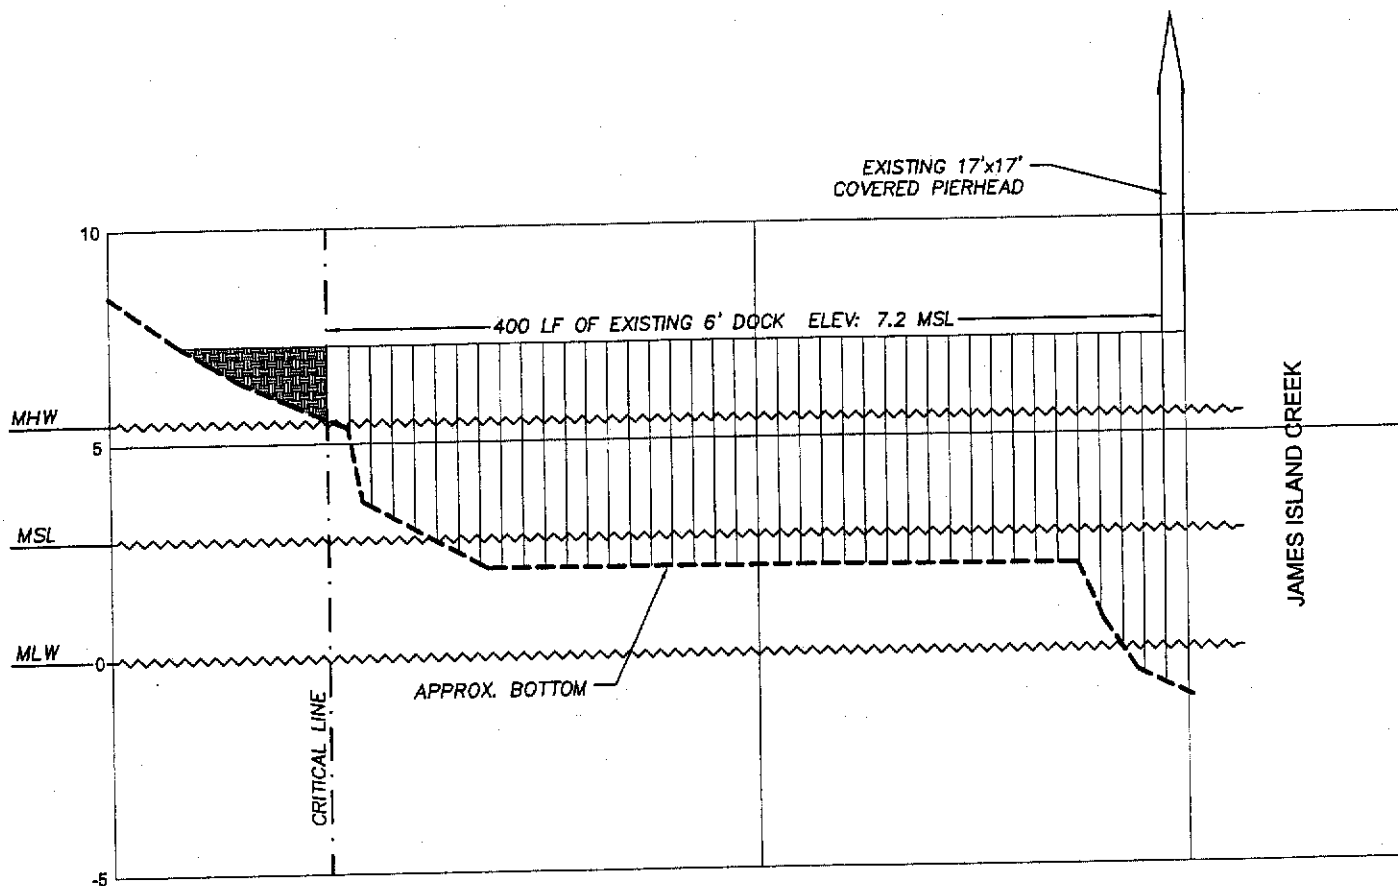 EXISTING 17'x17'
COVERED PIERHEAD
10
400 LF OF EXISTING 6' DOCK ELEV: 7.2 MSL
MHW
5
MSL
MLW
0
APPROX. BOTTOM
CRITICAL LINE
JAMES ISLAND CREEK
-5